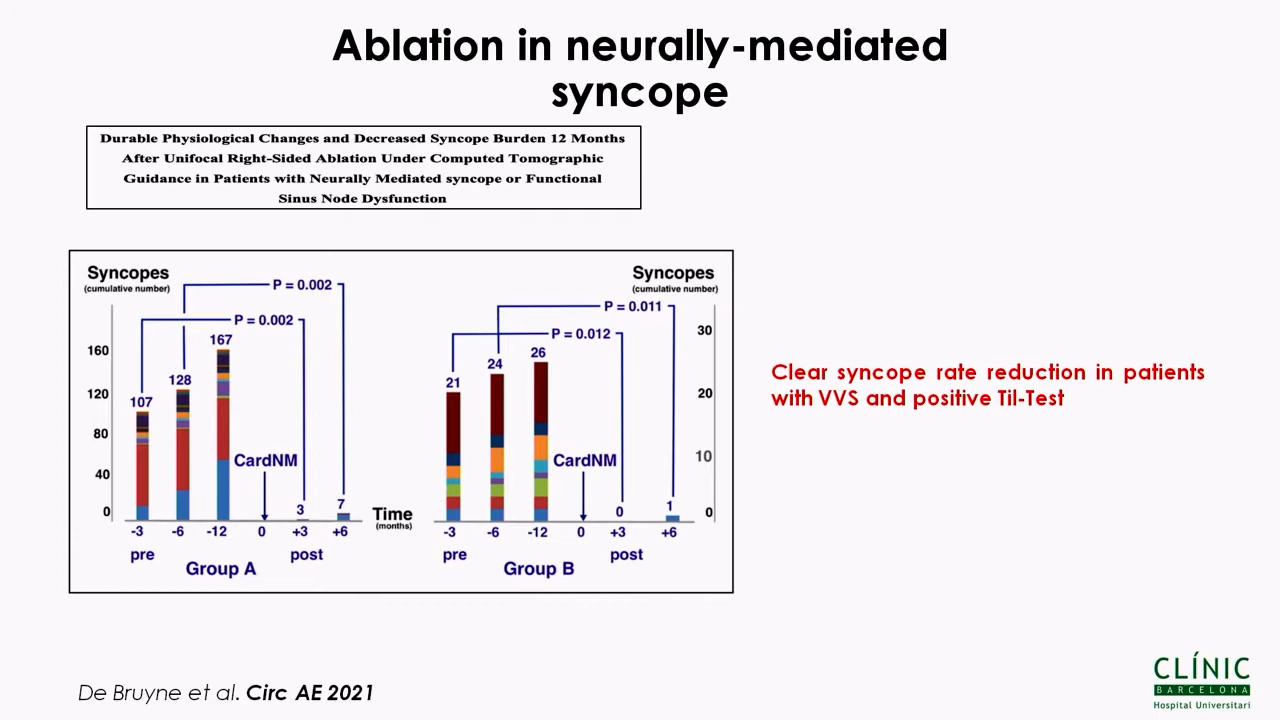 Ablation in neurally-mediated
syncope
Durable Physiological Changes and Decreased Syncope Burden 12 Months
After Unifocal Right-Sided Ablation Under Computed Tomographic
Guidance in Patients with Neurally Mediated syncope or Functional
Sinus Node Dysfunction
Syncopes
(cumulative number)
P = 0.002
P = 0.002
167
160
128
120
107
80
CardNM
40
7
3
0
-3
-6
-12
0
+3
+6
pre
post
Group A
Time
(months)
Syncopes
(cumulative number)
P = 0.011
P = 0.012
30
26
24
21
20
CardNM
10
1
0
0
-3
-6
-12
0
+3
+6
pre
post
Group B
Clear syncope rate reduction in patients
with VVS and positive Til-Test
De Bruyne et al. Circ AE 2021
CLÍNIC
BARCELONA
Hospital Universitari